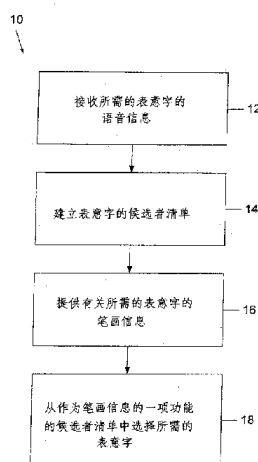 10
接收所需的表意字的
语音信息
12
建立表意字的候选者清单
14
提供有关所需的表意字的
笔画信息
16
从作为笔画信息的一项功能
的候选者清单中选择所需的
表意字
18